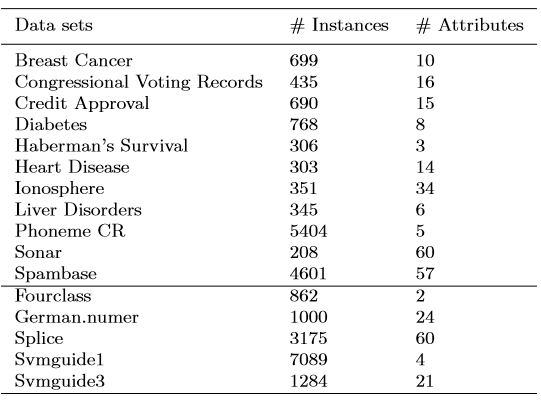 Data sets # Instances # Attributes
Breast Cancer 699 10
Congressional Voting Records 435 16
Credit Approval 690 15
Diabetes 768 8
Haberman's Survival 306 3
Heart Disease 303 14
Ionosphere 351 34
Liver Disorders 345 6
Phoneme CR 5404 5
Sonar 208 60
Spambase 4601 57
Fourclass 862 2
German.numer 1000 24
Splice 3175 60
Svmguide1 7089 4
Svmguide3 1284 21